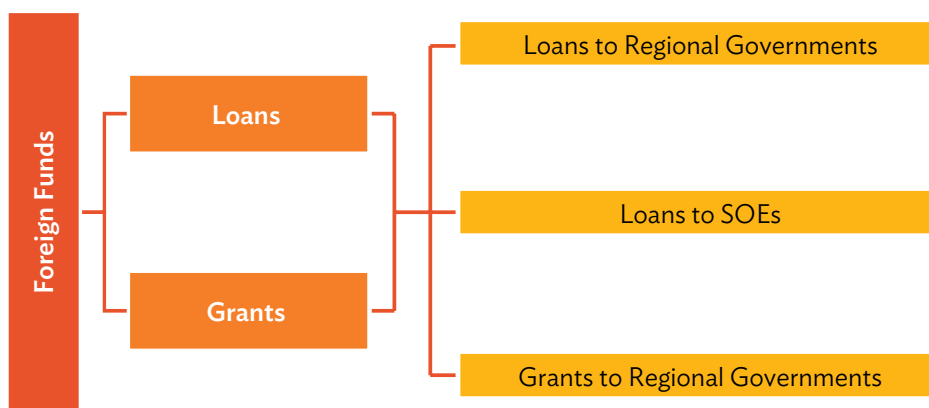 Foreign Funds
Loans
Grants
Loans to Regional Governments
Loans to SOEs
Grants to Regional Governments